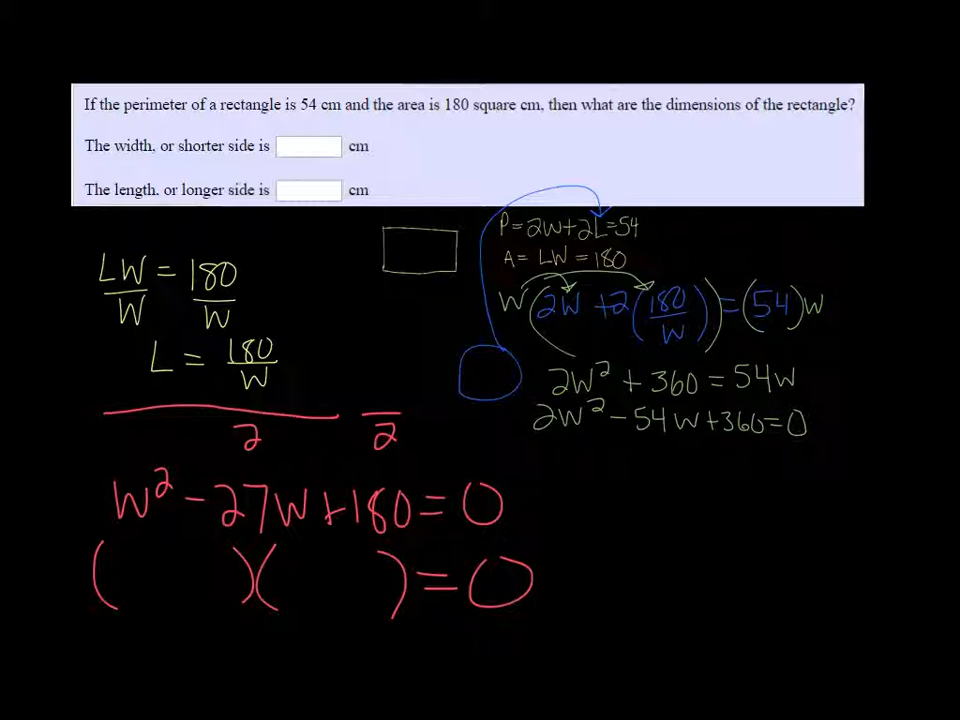 If the perimeter of a rectangle is 54 cm and the area is 180 square cm, then what are the dimensions of the rectangle?
The width, or shorter side is cm
The length, or longer side is cm
P=2W+2L=54
A= LW =180
LW = 180
W W
L = 180
W
W(2W +2(180/W))=(54)W
2W² + 360 = 54W
2W² - 54W+360=0
2 2
W² - 27W+180=0
( )( )=0